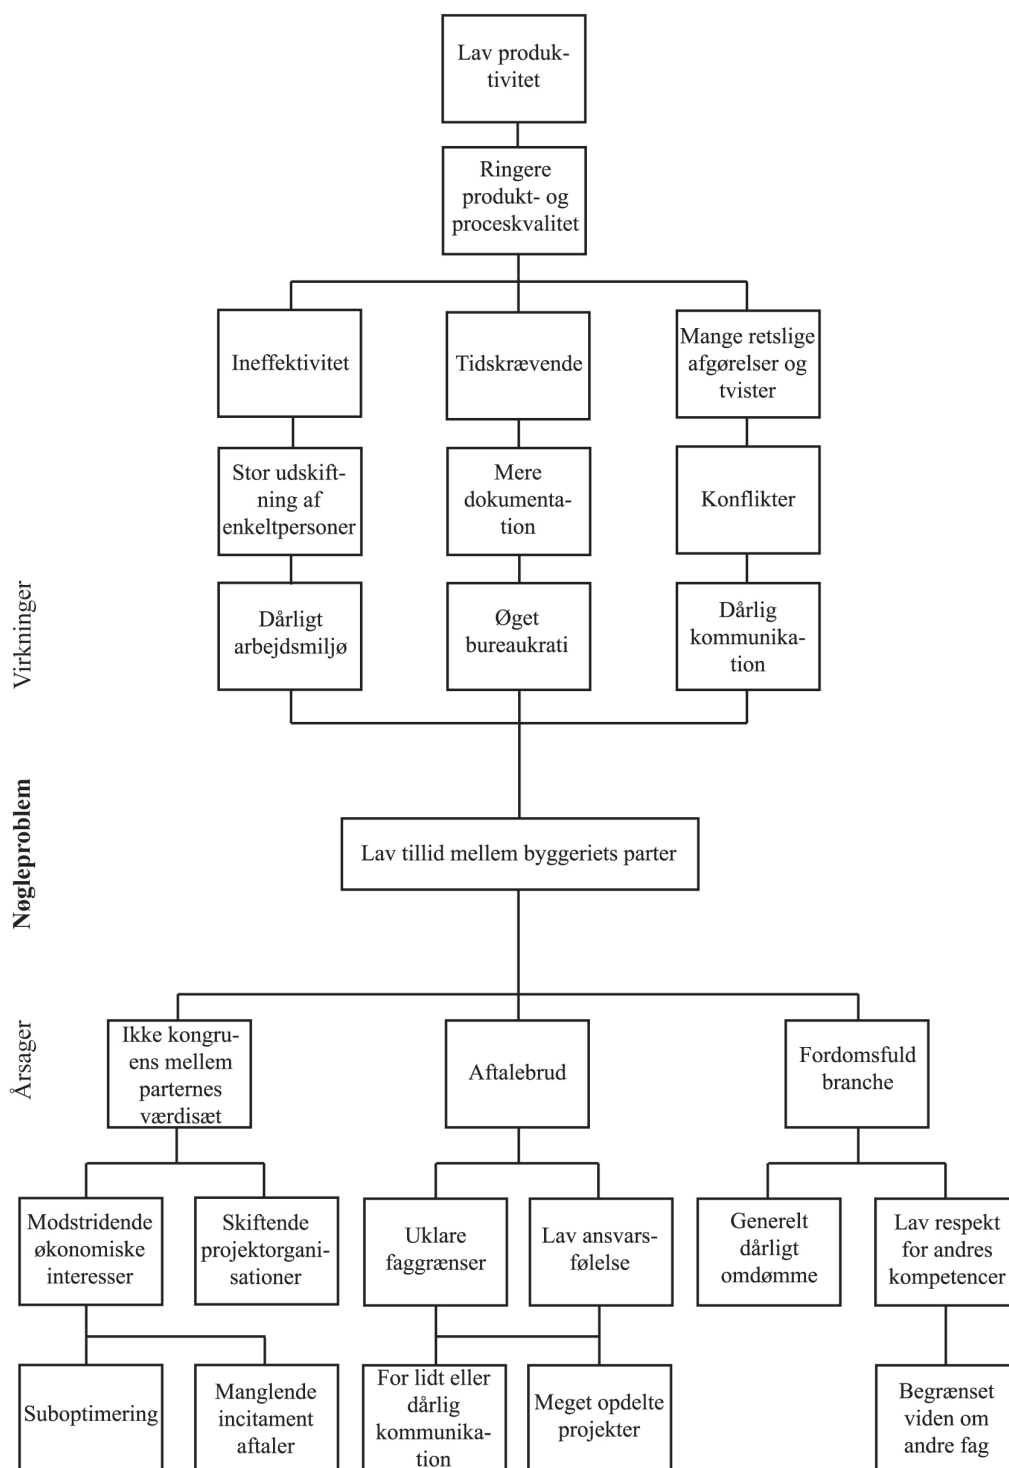 Lav produk-
tivitet
Ringere
produkt- og
proceskvalitet
Ineffektivitet
Tidskrævende
Mange retslige
afgørelser og
tvister
Stor udskift-
ning af
enkeltpersoner
Mere
dokumenta-
tion
Konflikter
Dårligt
arbejdsmiljø
Øget
bureaukrati
Dårlig
kommunika-
tion
Virkninger
Nøgleproblem
Lav tillid mellem byggeriets parter
Årsager
Ikke kongru-
ens mellem
parternes
værdisæt
Aftalebrud
Fordomsfuld
branche
Modstridende
økonomiske
interesser
Skiftende
projektorgani-
sationer
Uklare
faggrænser
Lav ansvars-
følelse
Generelt
dårligt
omdømme
Lav respekt
for andres
kompetencer
Suboptimering
Manglende
incitament
aftaler
For lidt eller
dårlig
kommunika-
tion
Meget opdelte
projekter
Begrænset
viden om
andre fag